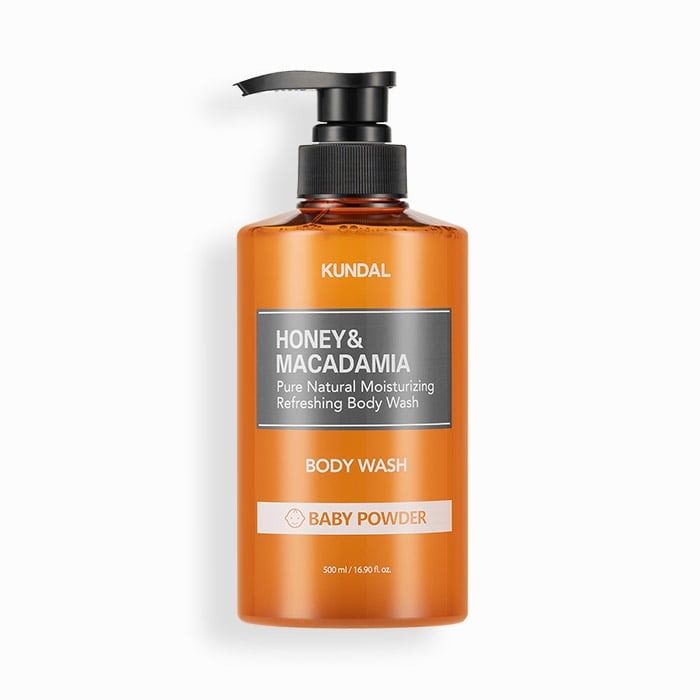 KUNDAL
HONEY&
MACADAMIA
Pure Natural Moisturizing
Refreshing Body Wash
BODY WASH
BABY POWDER
500 ml / 16.90 fl. oz.